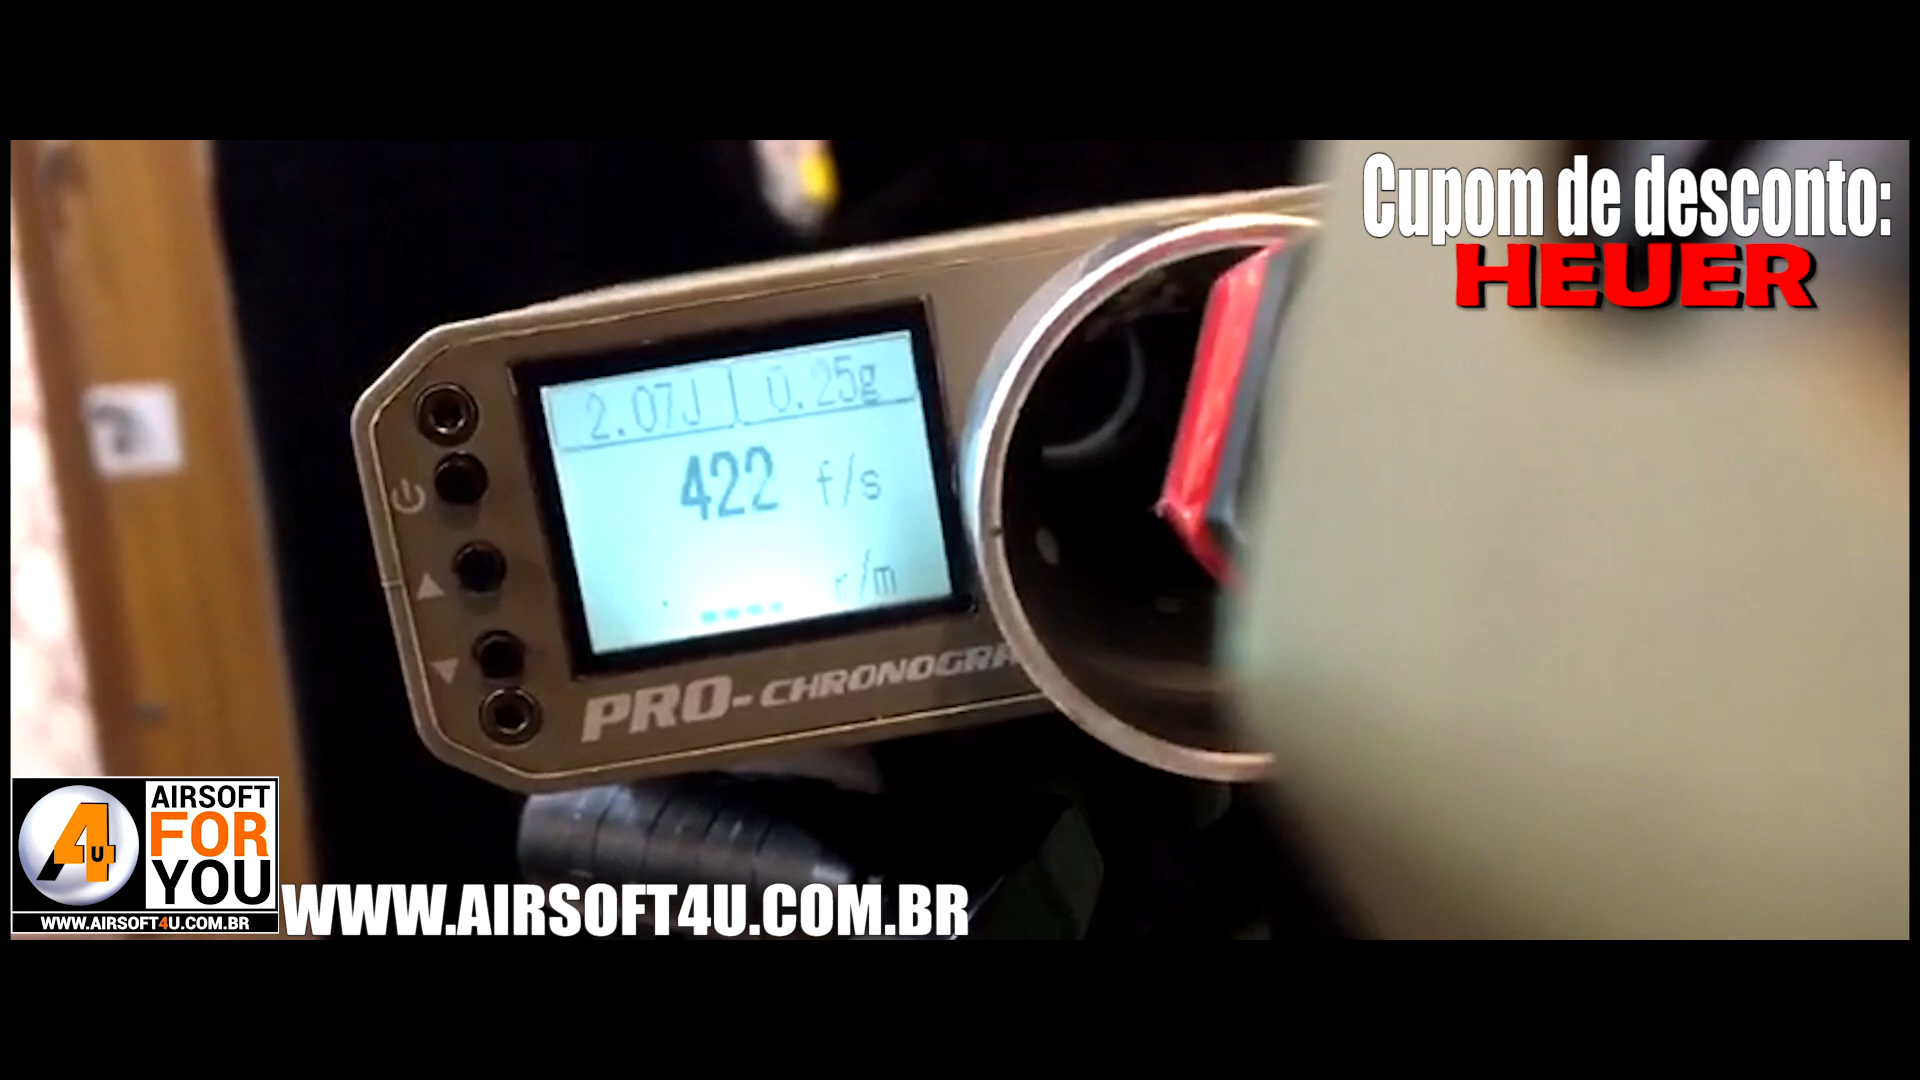 Cupom de desconto:
HEUER
2.07J 0.25g
422 f/s
---- r/m
PRO-CHRONOGRA
A4U
AIRSOFT
FOR
YOU
WWW.AIRSOFT4U.COM.BR
WWW.AIRSOFT4U.COM.BR